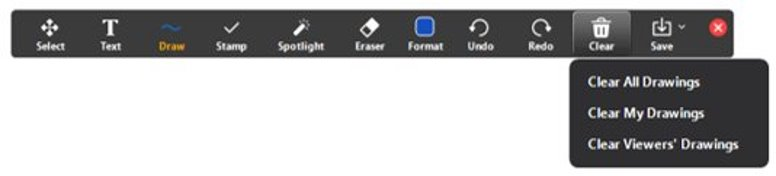 Select Text Draw Stamp Spotlight Eraser Format Undo Redo Clear Save
Clear All Drawings
Clear My Drawings
Clear Viewers' Drawings